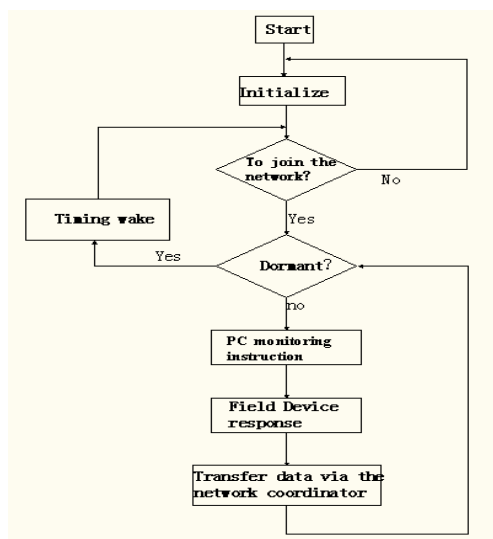 Start
Initialize
To join the
network?
No
Timing wake
Yes
Yes
Dormant?
no
PC monitoring
instruction
Field Device
response
Transfer data via the
network coordinator